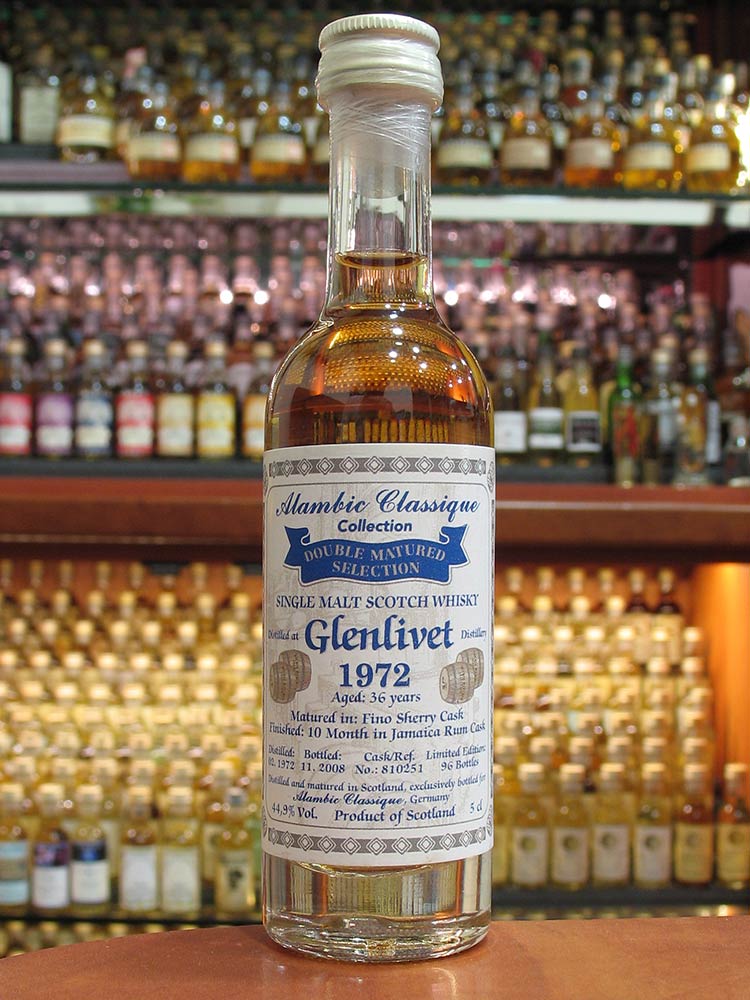 Alambic Classique
Collection
DOUBLE MATURED
SELECTION
SINGLE MALT SCOTCH WHISKY
Distilled at Glenlivet Distillery
1972
Aged: 36 years
Matured in: Fino Sherry Cask
Finished: 10 Month in Jamaica Rum Cask
Distilled: Bottled: Cask/Ref. Limited Edition:
02. 1972 11. 2008 No.: 810251 96 Bottles
Distilled and matured in Scotland, exclusively bottled for
Alambic Classique, Germany
44,9% Vol. Product of Scotland 5 cl